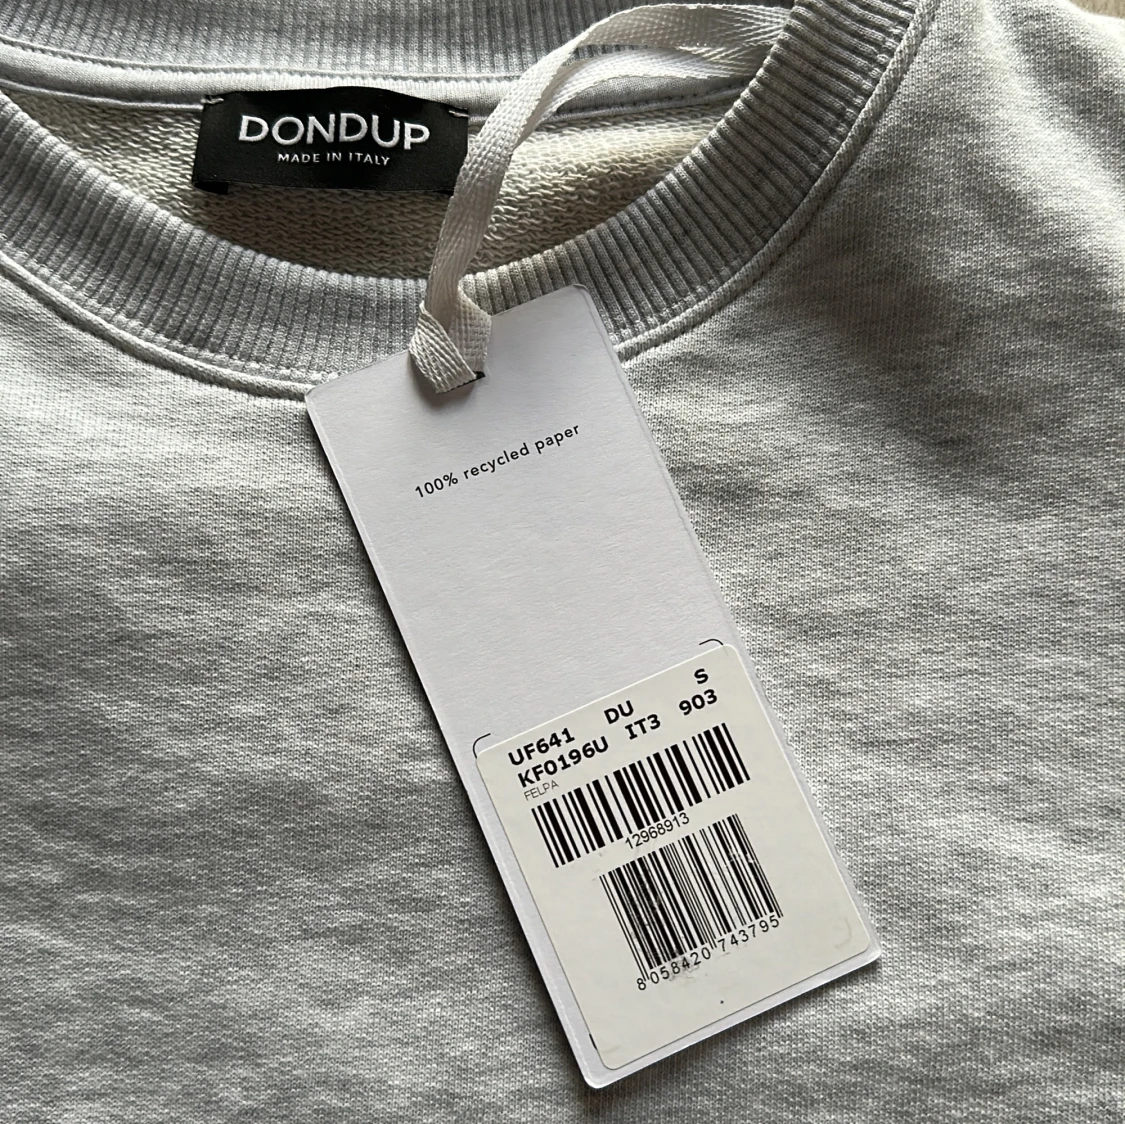 DONDUP
MADE IN ITALY
100% recycled paper
UF641 DU S
KF0196U IT3 903
FELPA
12968913
8 058420 743795